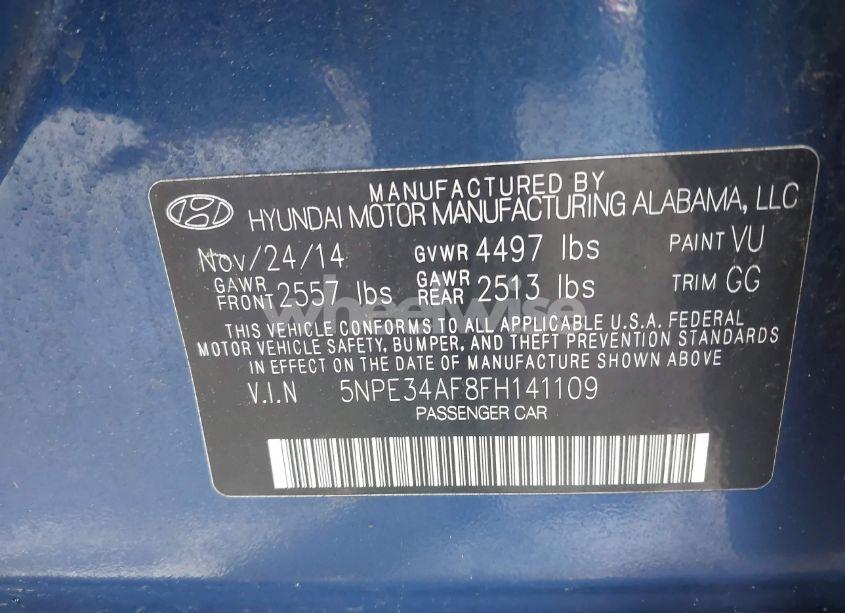 MANUFACTURED BY
HYUNDAI MOTOR MANUFACTURING ALABAMA, LLC
Nov/24/14 GVWR 4497 lbs PAINT VU
GAWR FRONT 2557 lbs GAWR REAR 2513 lbs TRIM GG
wheelwise
THIS VEHICLE CONFORMS TO ALL APPLICABLE U.S.A. FEDERAL
MOTOR VEHICLE SAFETY, BUMPER, AND THEFT PREVENTION STANDARDS
IN EFFECT ON THE DATE OF MANUFACTURE SHOWN ABOVE
V.I.N 5NPE34AF8FH141109
PASSENGER CAR